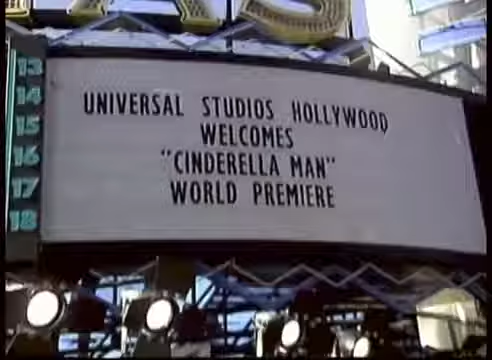 13
14
15
16
17
18
UNIVERSAL STUDIOS HOLLYWOOD
WELCOMES
"CINDERELLA MAN"
WORLD PREMIERE